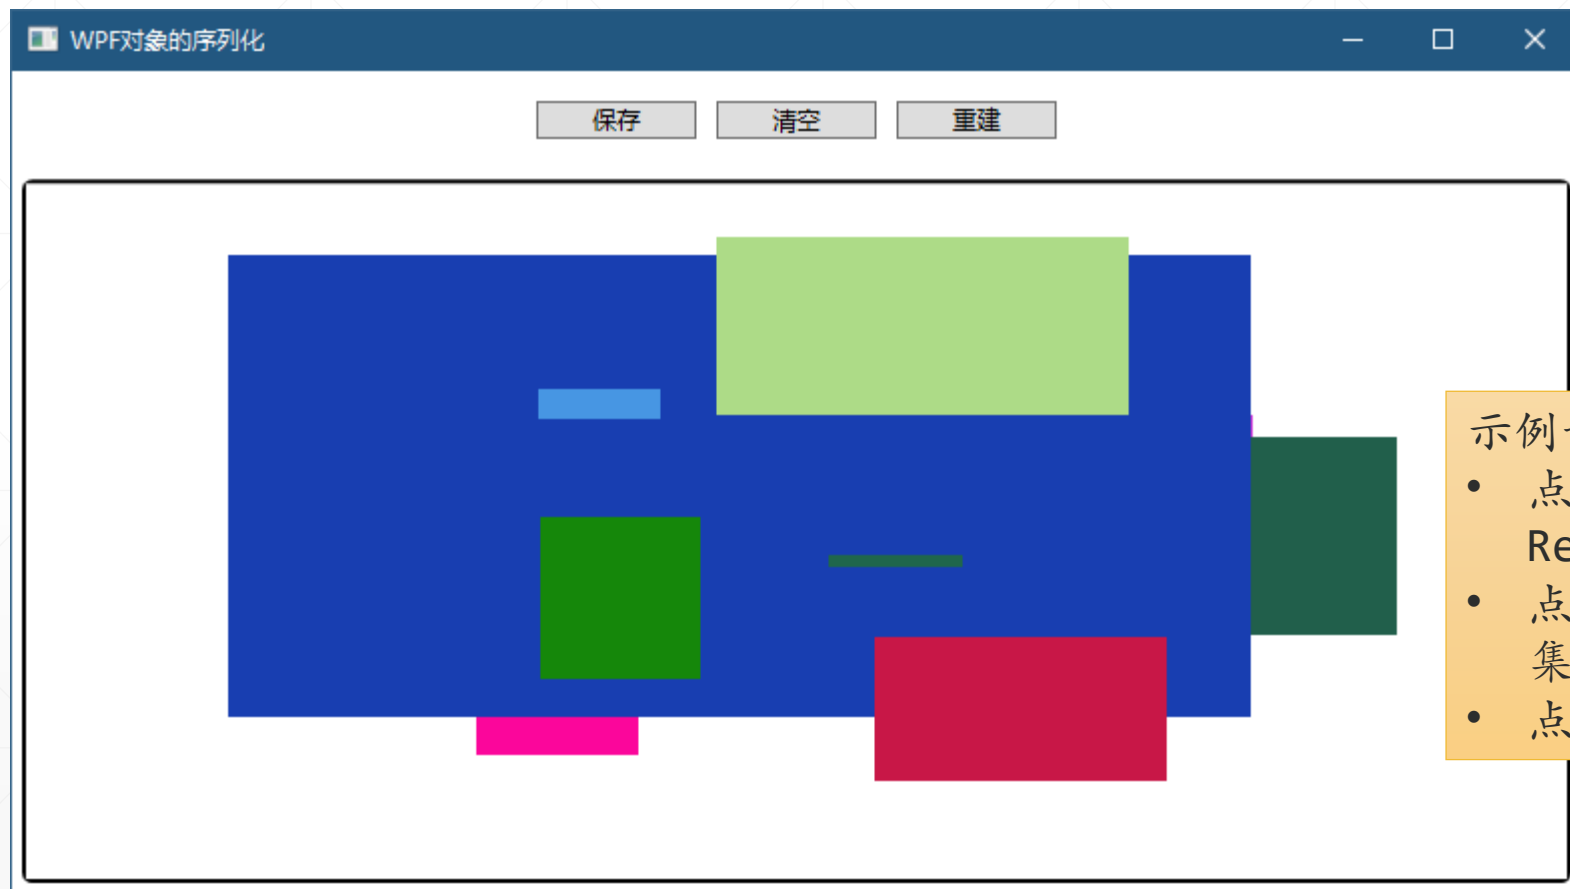 WPF对象的序列化
保存 清空 重建
示例
• 点
Re
• 点
集
• 点